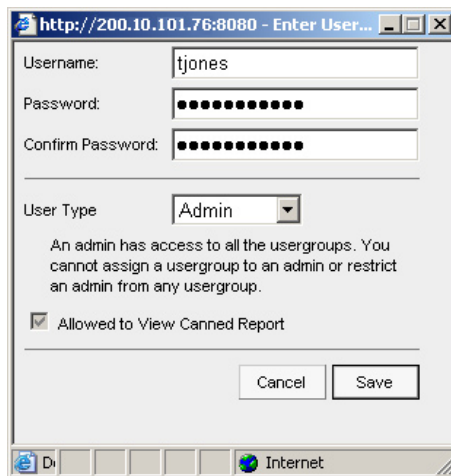 http://200.10.101.76:8080 - Enter User...
Username:
tjones
Password:
●●●●●●●●●●●
Confirm Password:
●●●●●●●●●●●
User Type
Admin
An admin has access to all the usergroups. You
cannot assign a usergroup to an admin or restrict
an admin from any usergroup.
Allowed to View Canned Report
Cancel
Save
Internet